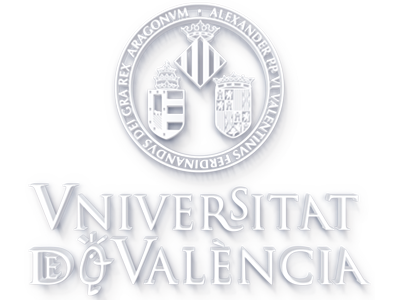 ALEXANDER PP VI VALENTINVS FERDINANDVS DEI GRA REX ARAGONVM
VNIVERSITAT
DE VALÈNCIA